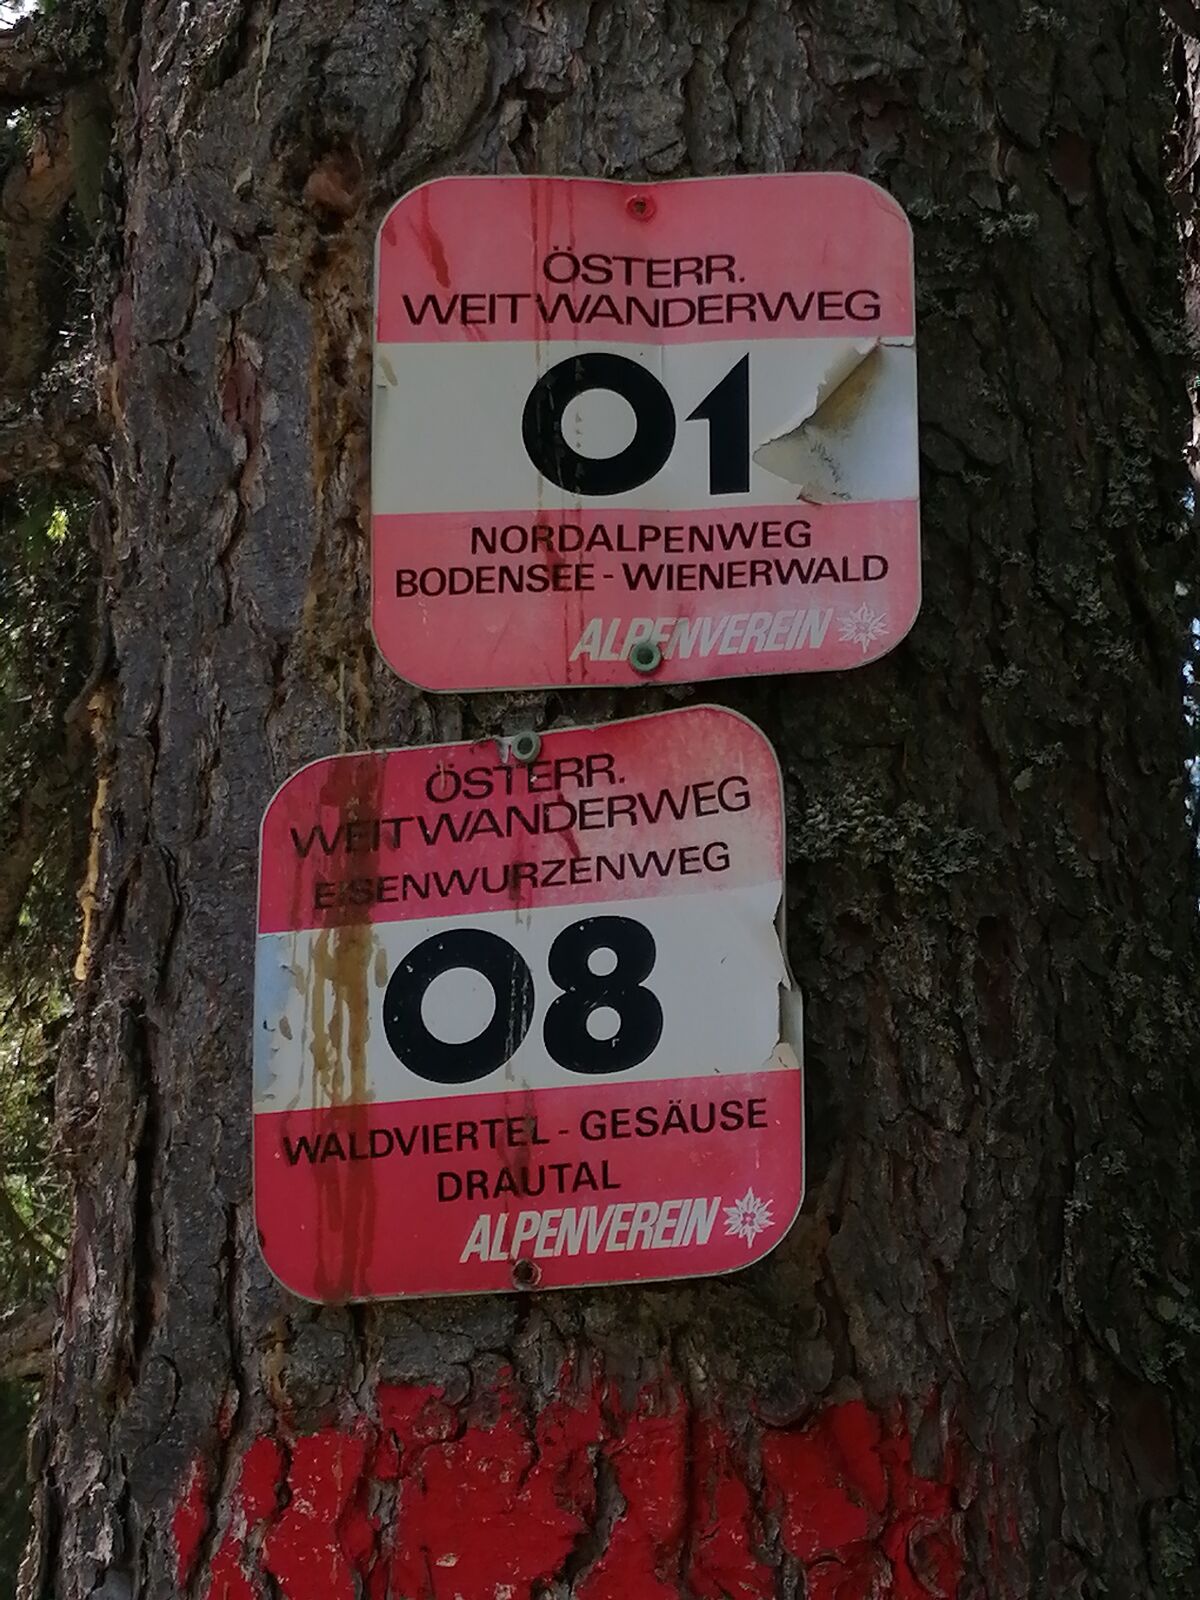 ÖSTERR.
WEITWANDERWEG
01
NORDALPENWEG
BODENSEE - WIENERWALD
ALPENVEREIN
ÖSTERR.
WEITWANDERWEG
EISENWURZENWEG
08
WALDVIERTEL - GESÄUSE
DRAUTAL
ALPENVEREIN